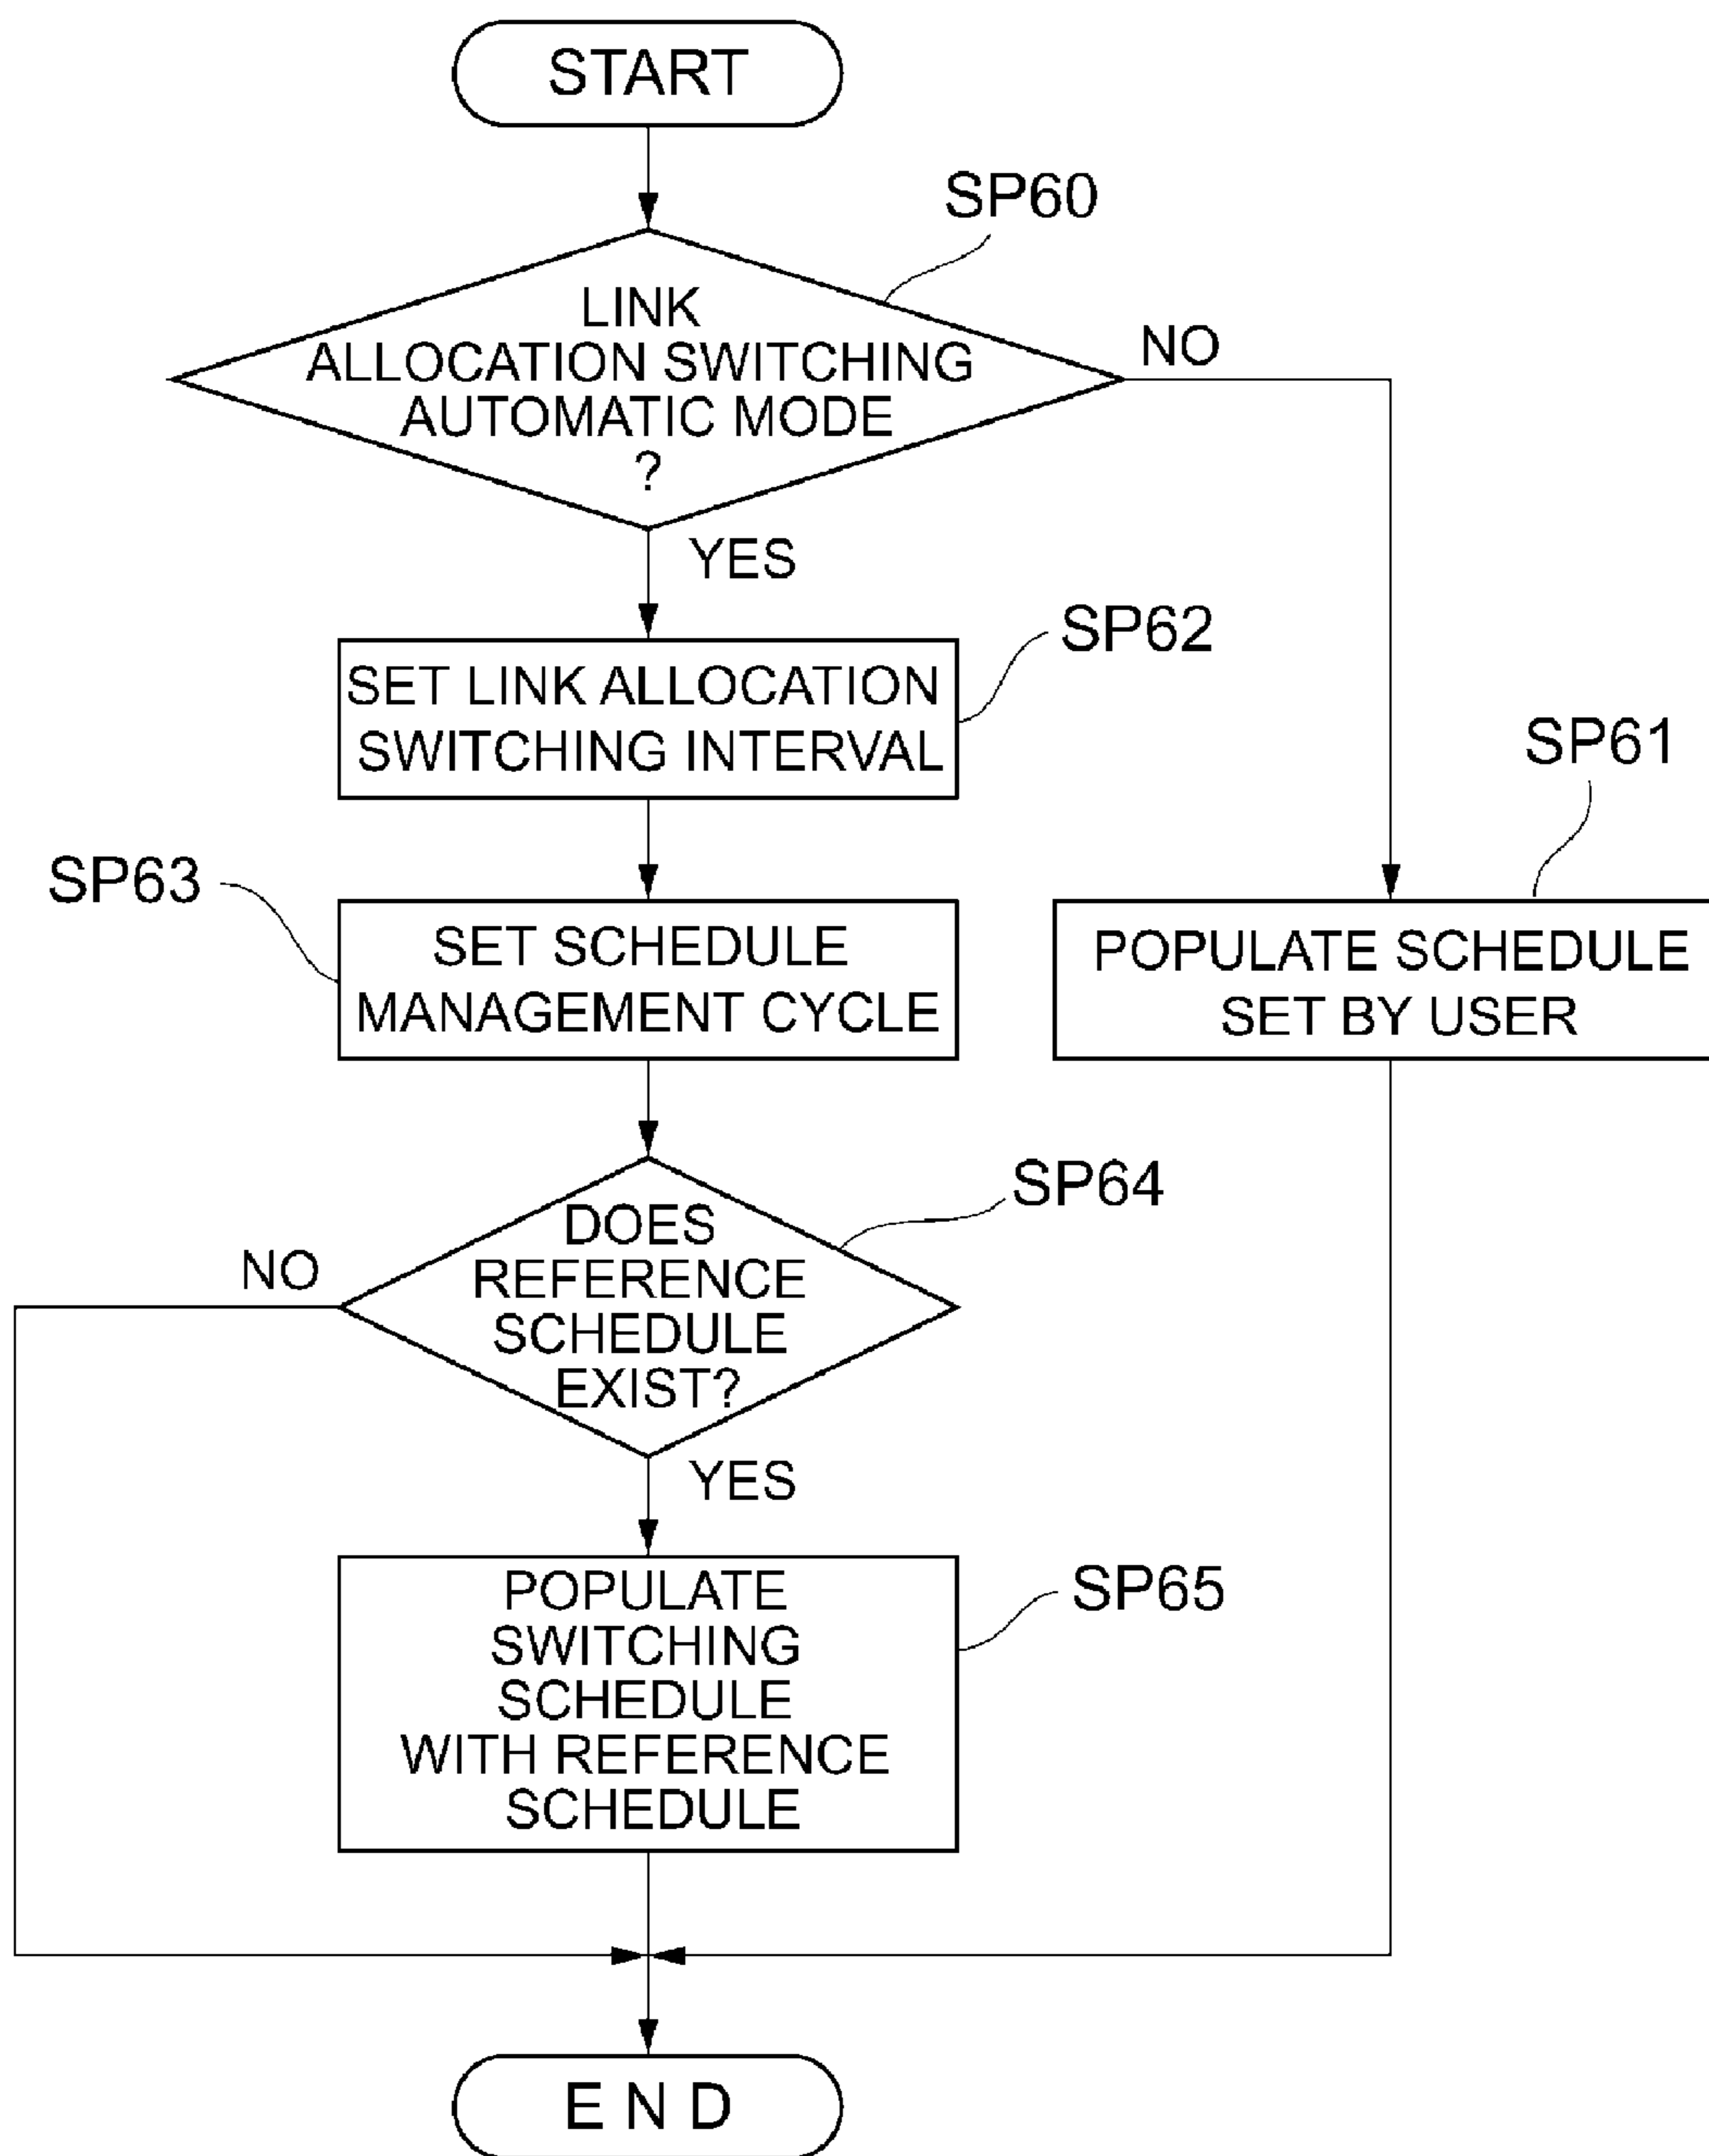 START
SP60
LINK
ALLOCATION SWITCHING
AUTOMATIC MODE
?
NO
YES
SP62
SET LINK ALLOCATION
SWITCHING INTERVAL
SP61
SP63
SET SCHEDULE
MANAGEMENT CYCLE
POPULATE SCHEDULE
SET BY USER
SP64
DOES
REFERENCE
SCHEDULE
EXIST?
NO
YES
SP65
POPULATE
SWITCHING
SCHEDULE
WITH REFERENCE
SCHEDULE
E N D